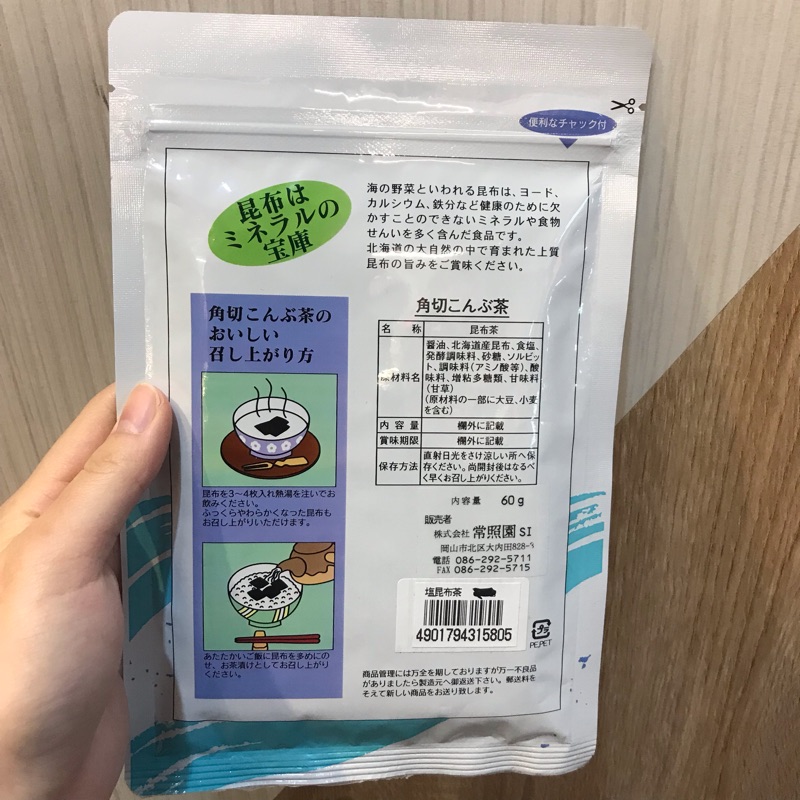 便利なチャック付
昆布は
ミネラルの
宝庫
海の野菜といわれる昆布は、ヨード、
カルシウム、鉄分など健康のために欠
かすことのできないミネラルや食物
せんいを多く含んだ食品です。
北海道の大自然の中で育まれた上質
昆布の旨みをご賞味ください。
角切こんぶ茶の
おいしい
召し上がり方
昆布を3〜4枚入れ熱湯を注いでお
飲みください。
ふっくらやわらかくなった昆布も
お召し上がりいただけます。
あたたかいご飯に昆布を多めにの
せ、お茶漬けとしてお召し上がり
ください。
角切こんぶ茶
名 称 昆布茶
原材料名 醤油、北海道産昆布、食塩、
発酵調味料、砂糖、ソルビッ
ト、調味料(アミノ酸等)、酸
味料、増粘多糖類、甘味料
(甘草)
(原材料の一部に大豆、小麦
を含む)
内 容 量 欄外に記載
賞味期限 欄外に記載
保存方法 直射日光をさけ涼しい所へ保
存ください。尚開封後はなるべ
く早くお召し上がりください。
内容量 60g
販売者
株式会社 常照園 SI
岡山市北区大内田828-
電話 086-292-5711
FAX 086-292-5715
塩昆布茶
4901794315805
プラ
PE,PET
商品管理には万全を期しておりますが万一不良品
がありましたら製造元へ御返送下さい。郵送料を
そえて新しい商品をお送り致します。